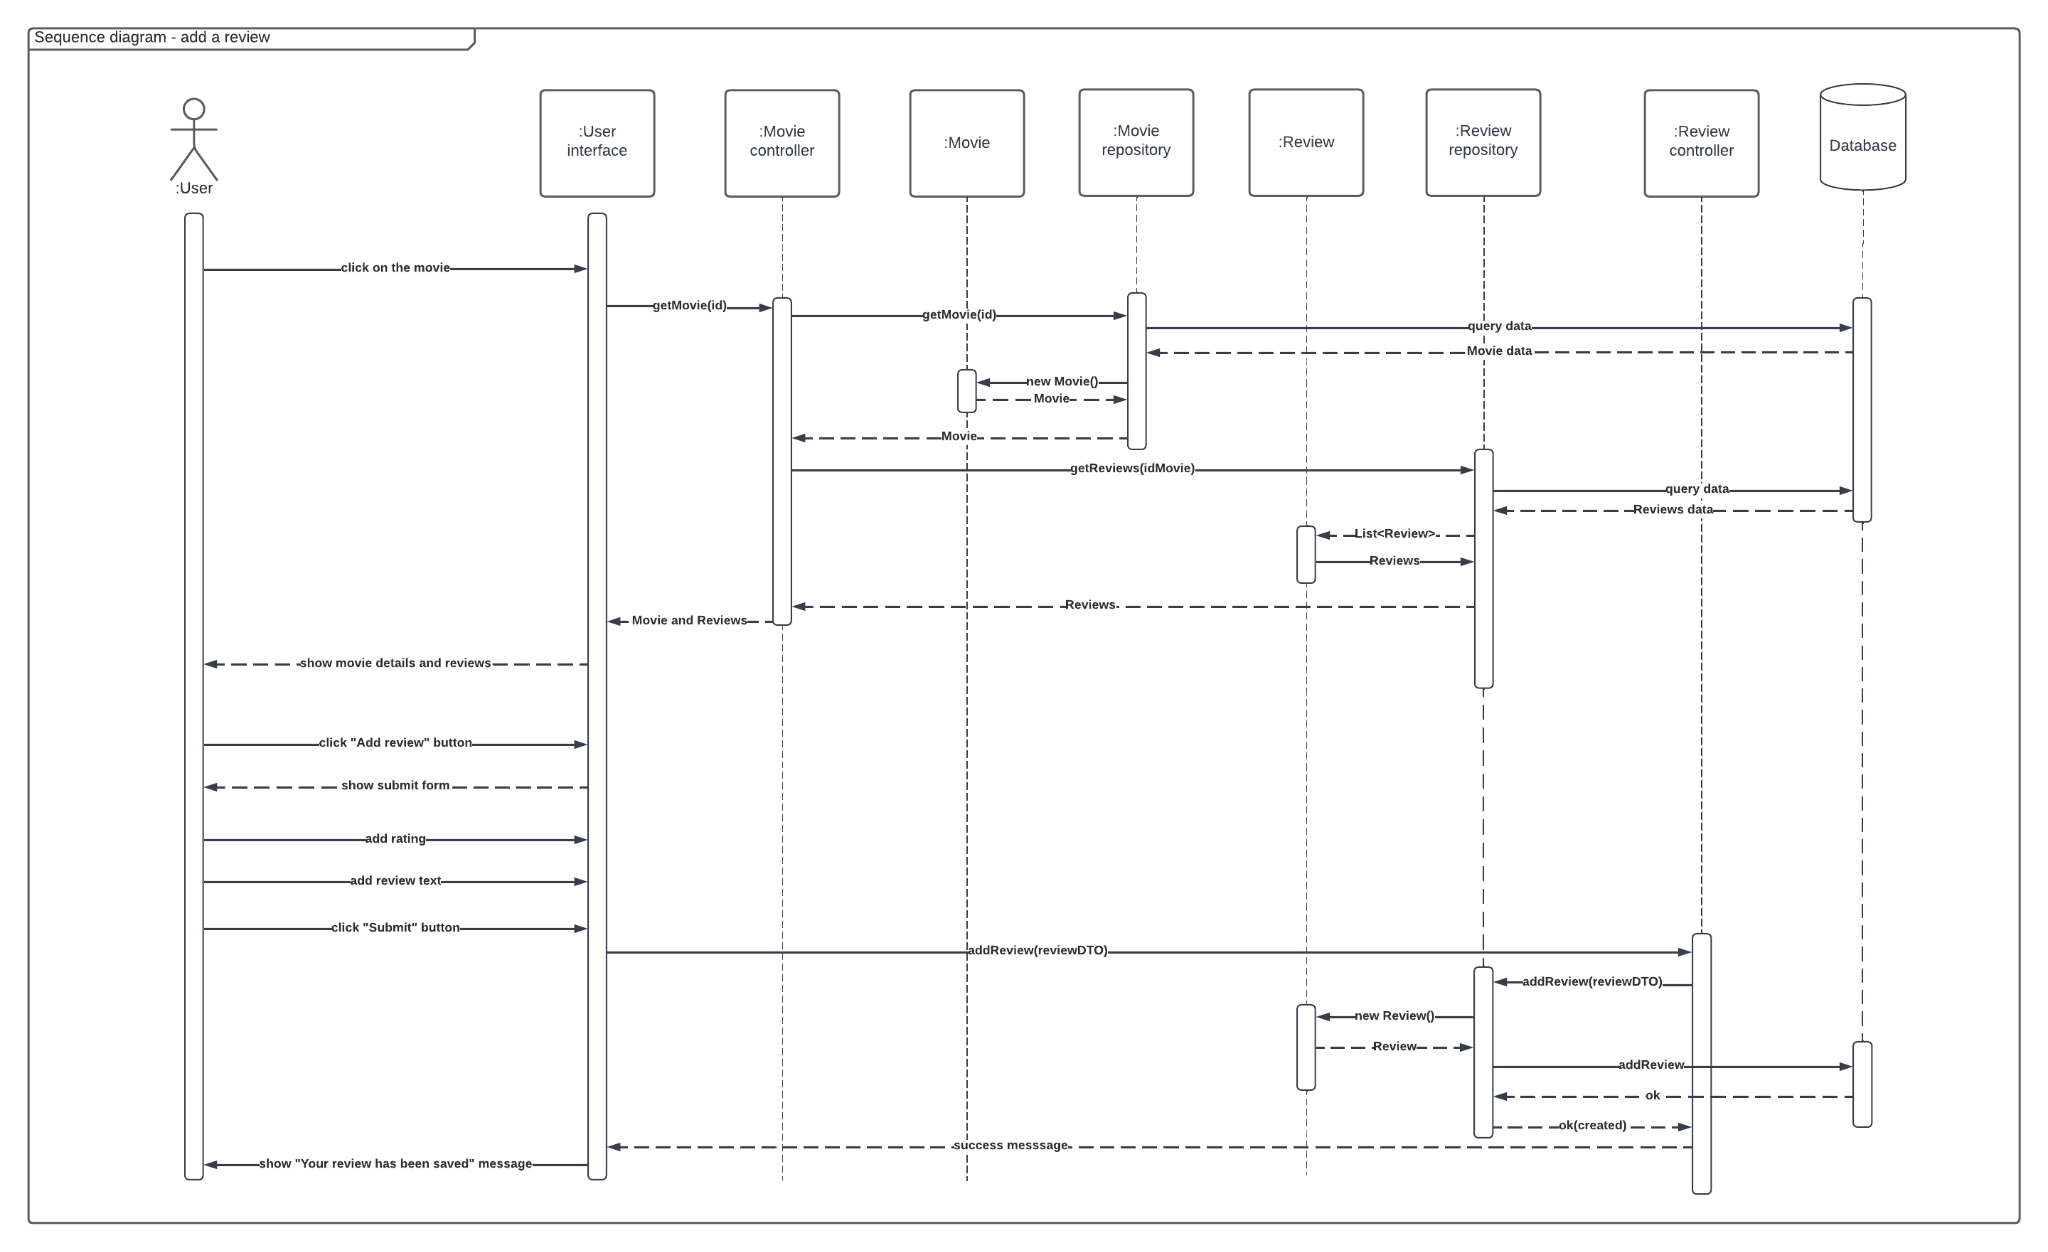 Sequence diagram - add a review
:User
:User
interface
:Movie
controller
:Movie
:Movie
repository
:Review
:Review
repository
:Review
controller
Database
click on the movie
getMovie(id)
getMovie(id)
query data
Movie data
new Movie()
Movie
Movie
getReviews(idMovie)
query data
Reviews data
List<Review>
Reviews
Reviews
Movie and Reviews
show movie details and reviews
click "Add review" button
show submit form
add rating
add review text
click "Submit" button
addReview(reviewDTO)
addReview(reviewDTO)
new Review()
Review
addReview
ok
ok(created)
success messsage
show "Your review has been saved" message